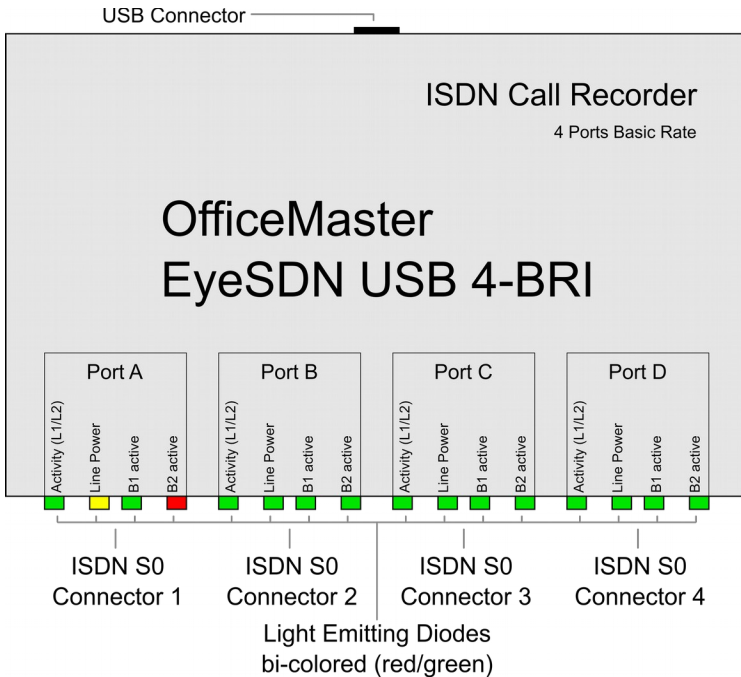 USB Connector
ISDN Call Recorder
4 Ports Basic Rate
OfficeMaster
EyeSDN USB 4-BRI
Port A
Activity (L1/L2)
Line Power
B1 active
B2 active
Port B
Activity (L1/L2)
Line Power
B1 active
B2 active
Port C
Activity (L1/L2)
Line Power
B1 active
B2 active
Port D
Activity (L1/L2)
Line Power
B1 active
B2 active
ISDN S0
Connector 1
ISDN S0
Connector 2
ISDN S0
Connector 3
ISDN S0
Connector 4
Light Emitting Diodes
bi-colored (red/green)